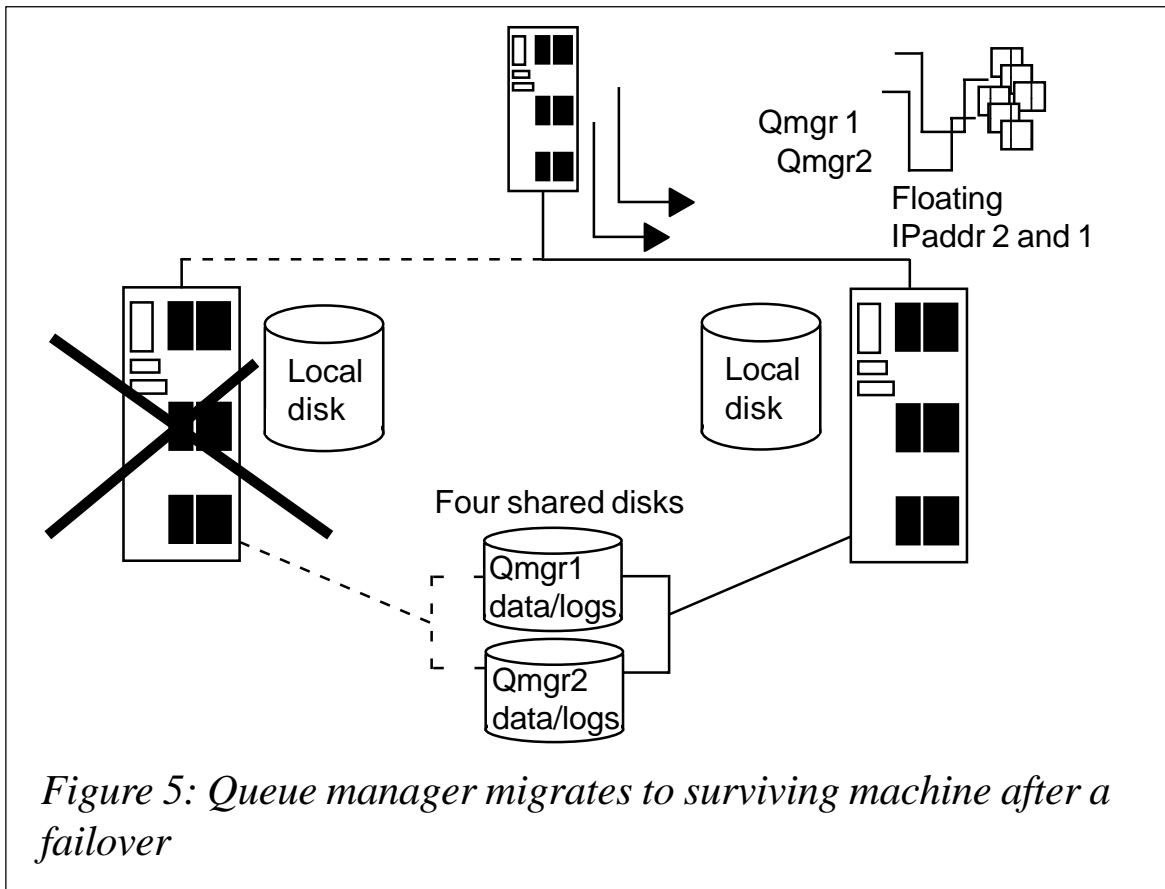 Qmgr 1
Qmgr2
Floating
IPaddr 2 and 1
Local
disk
Local
disk
Four shared disks
Qmgr1
data/logs
Qmgr2
data/logs
Figure 5: Queue manager migrates to surviving machine after a
failover